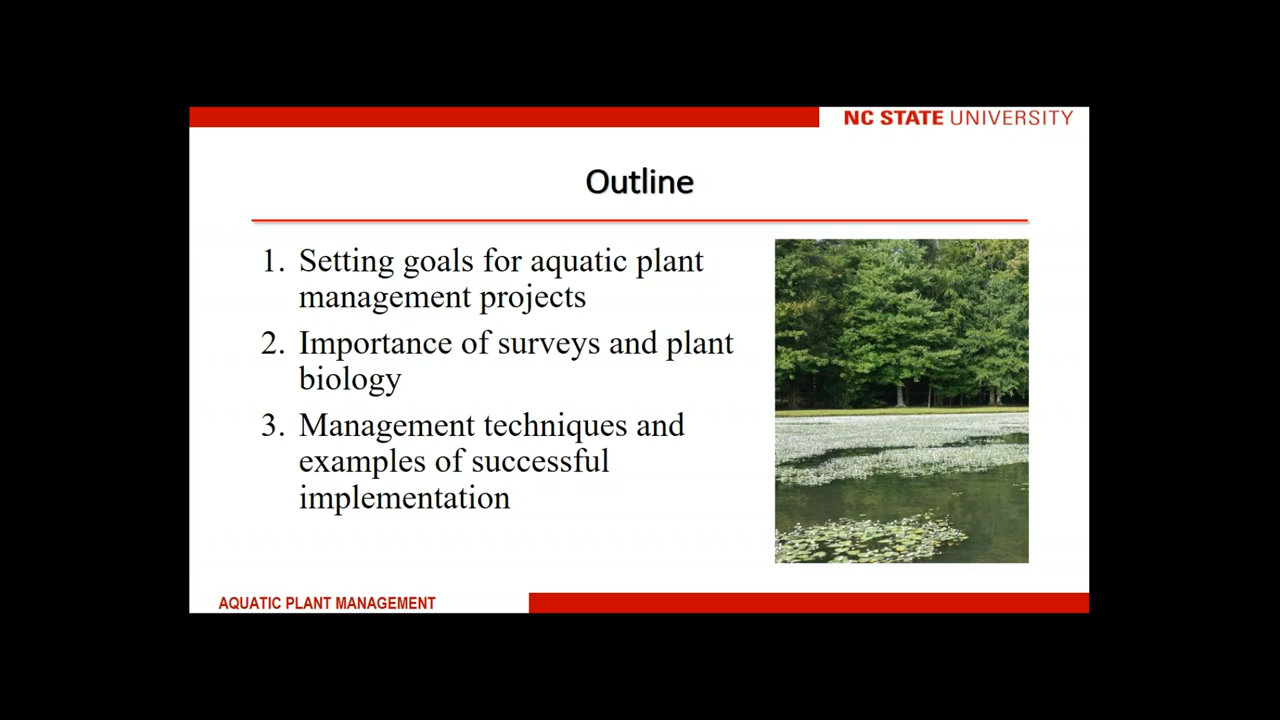 NC STATE UNIVERSITY
Outline
1. Setting goals for aquatic plant
management projects
2. Importance of surveys and plant
biology
3. Management techniques and
examples of successful
implementation
AQUATIC PLANT MANAGEMENT